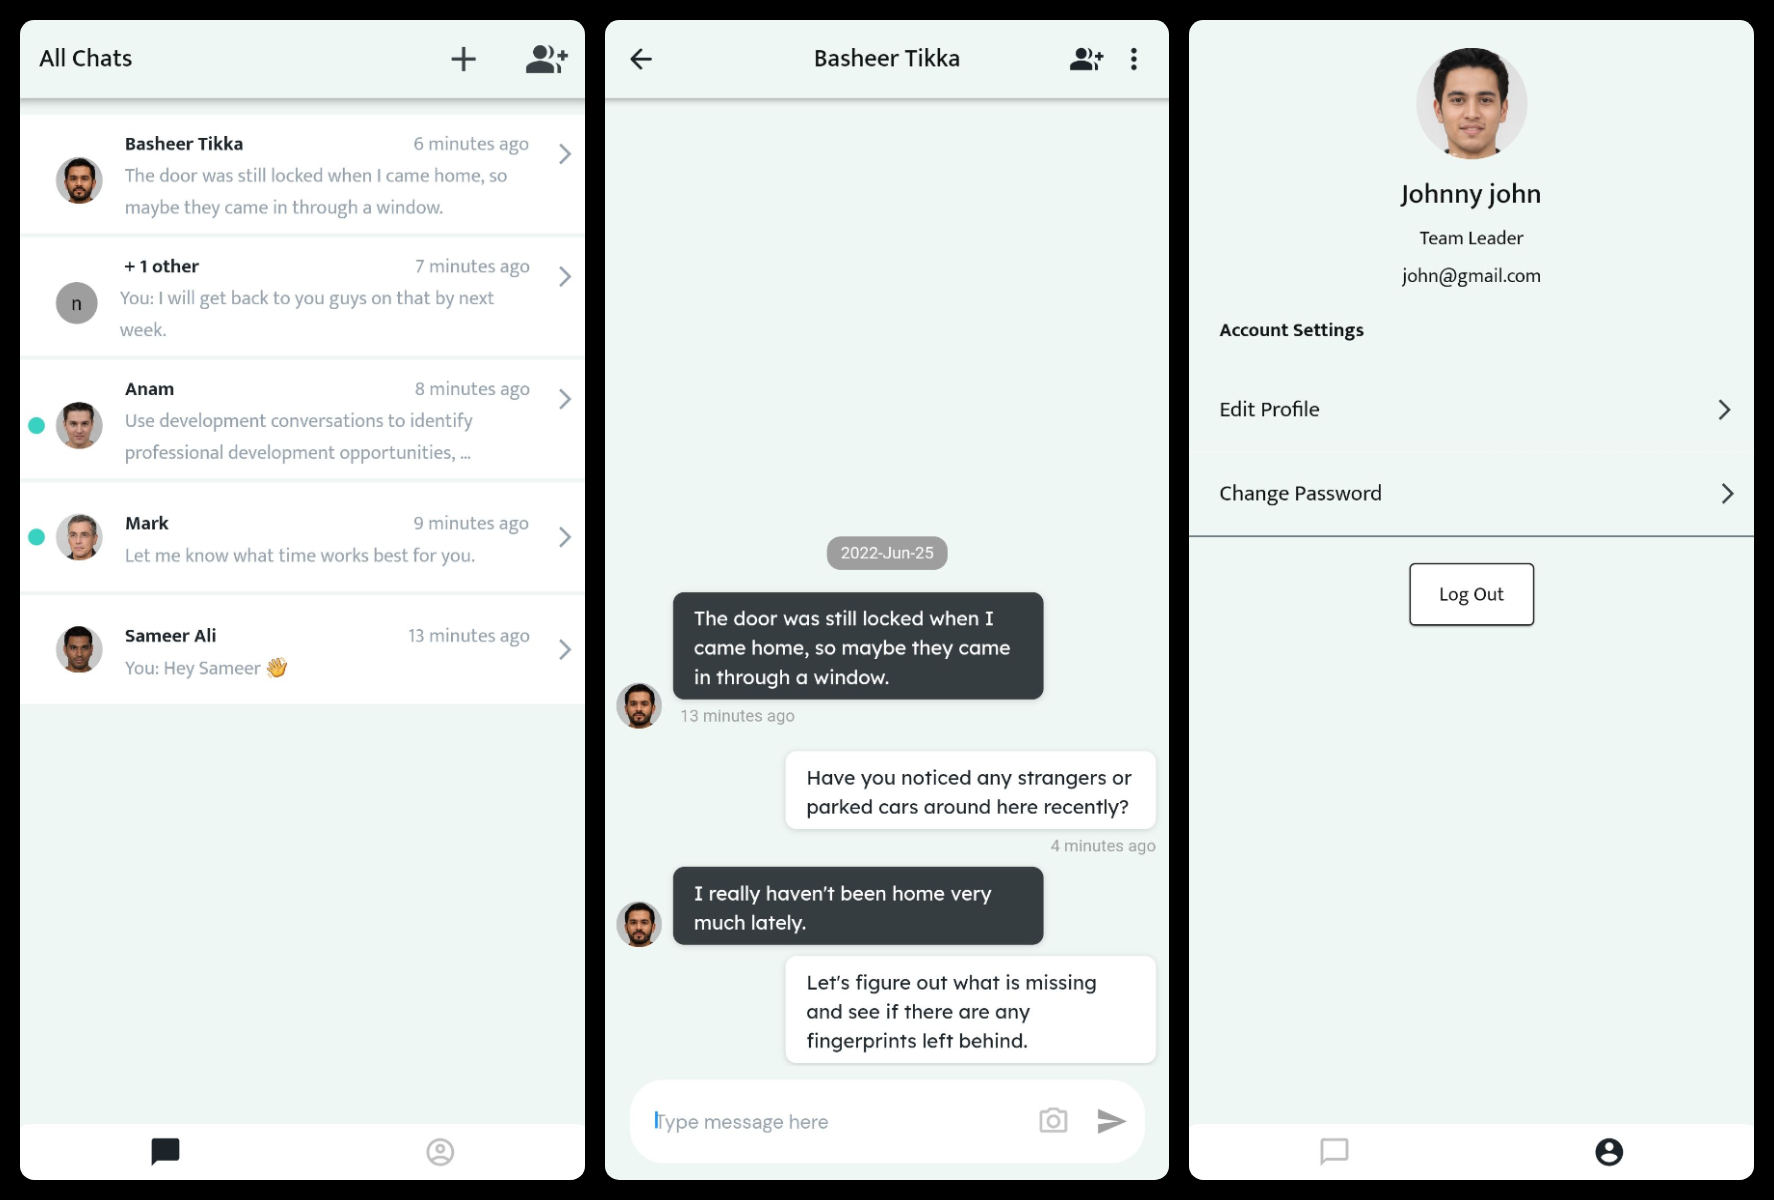 All Chats
Basheer Tikka
6 minutes ago
The door was still locked when I came home, so
maybe they came in through a window.
n
+ 1 other
7 minutes ago
You: I will get back to you guys on that by next
week.
Anam
8 minutes ago
Use development conversations to identify
professional development opportunities, ...
Mark
9 minutes ago
Let me know what time works best for you.
Sameer Ali
13 minutes ago
You: Hey Sameer 👋
Basheer Tikka
2022-Jun-25
The door was still locked when I
came home, so maybe they came
in through a window.
13 minutes ago
Have you noticed any strangers or
parked cars around here recently?
4 minutes ago
I really haven't been home very
much lately.
Let's figure out what is missing
and see if there are any
fingerprints left behind.
Type message here
Johnny john
Team Leader
john@gmail.com
Account Settings
Edit Profile
Change Password
Log Out